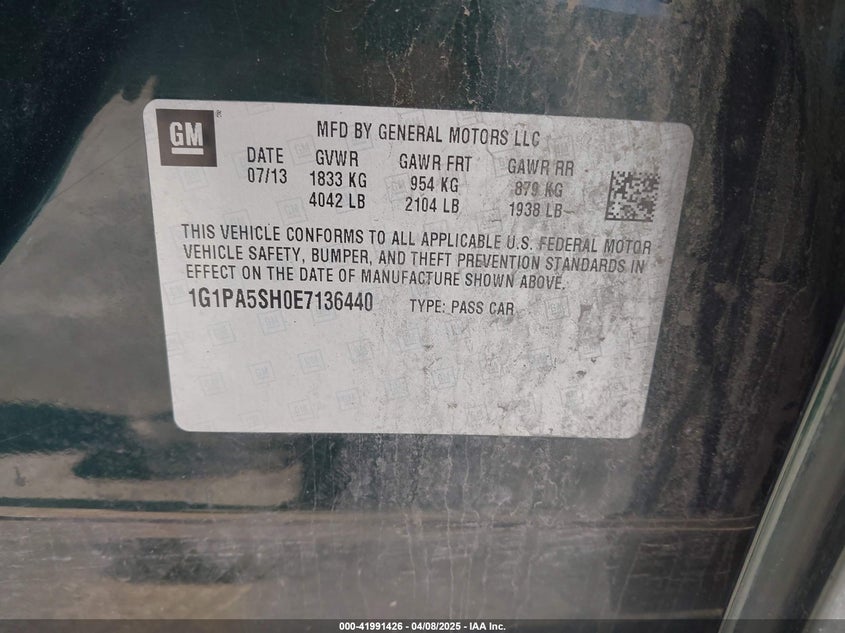 GM
MFD BY GENERAL MOTORS LLC
DATE GVWR GAWR FRT GAWR RR
07/13 1833 KG 954 KG 879 KG
4042 LB 2104 LB 1938 LB
THIS VEHICLE CONFORMS TO ALL APPLICABLE U.S. FEDERAL MOTOR
VEHICLE SAFETY, BUMPER, AND THEFT PREVENTION STANDARDS IN
EFFECT ON THE DATE OF MANUFACTURE SHOWN ABOVE.
1G1PA5SH0E7136440 TYPE: PASS CAR
000-41991426 / 04/08/2025 - IAA Inc.